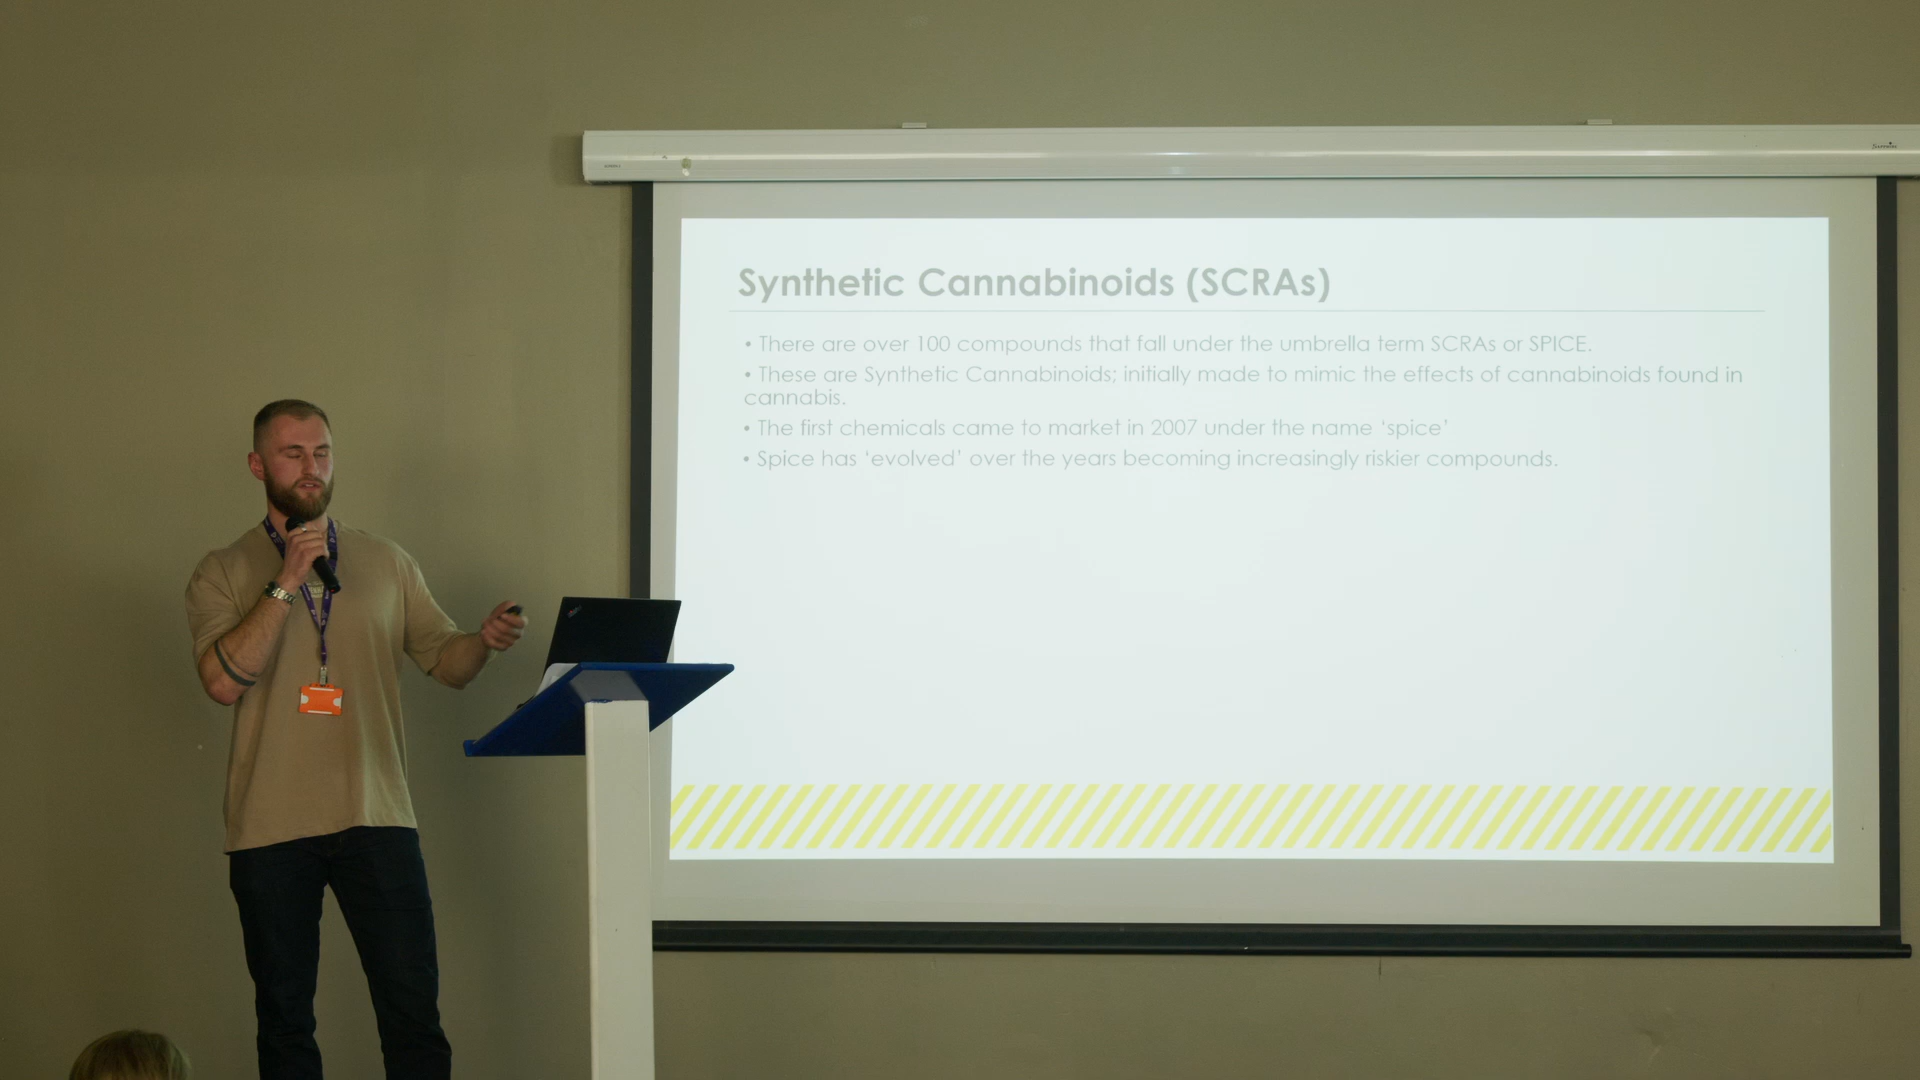 Synthetic Cannabinoids (SCRAs)
• There are over 100 compounds that fall under the umbrella term SCRAs or SPICE.
• These are Synthetic Cannabinoids; initially made to mimic the effects of cannabinoids found in
cannabis.
• The first chemicals came to market in 2007 under the name ‘spice’
• Spice has ‘evolved’ over the years becoming increasingly riskier compounds.